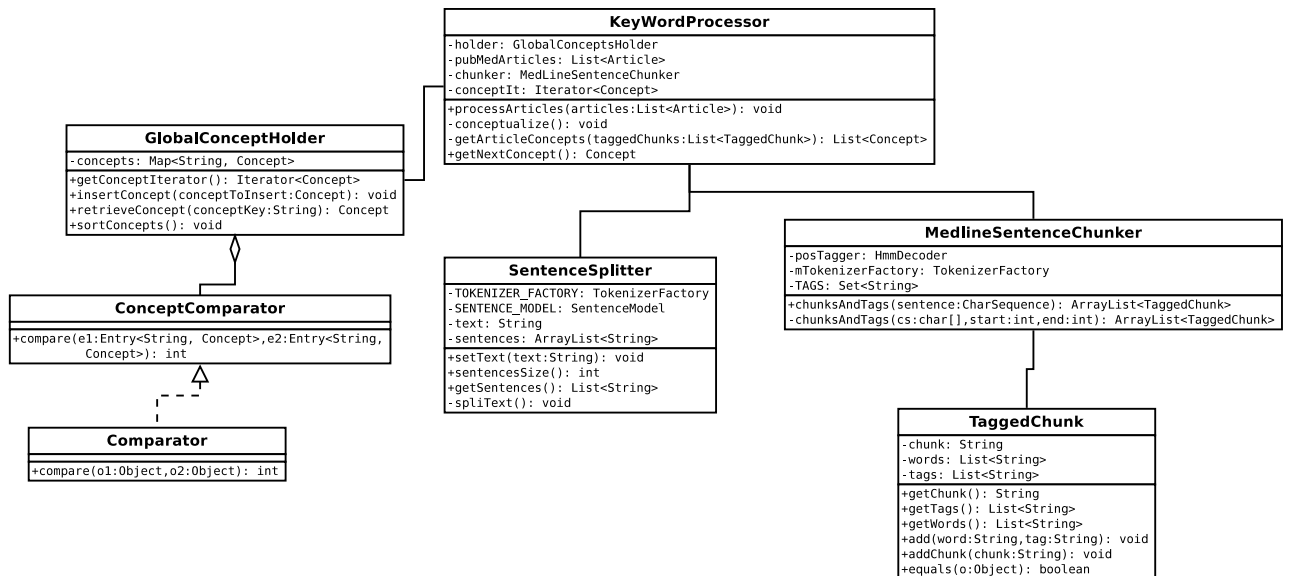 KeyWordProcessor
-holder: GlobalConceptsHolder
-pubMedArticles: List<Article>
-chunker: MedLineSentenceChunker
-conceptIt: Iterator<Concept>
+processArticles(articles:List<Article>): void
-conceptualize(): void
-getArticleConcepts(taggedChunks:List<TaggedChunk>): List<Concept>
+getNextConcept(): Concept
GlobalConceptHolder
-concepts: Map<String, Concept>
+getConceptIterator(): Iterator<Concept>
+insertConcept(conceptToInsert:Concept): void
+retrieveConcept(conceptKey:String): Concept
+sortConcepts(): void
ConceptComparator
+compare(e1:Entry<String, Concept>,e2:Entry<String,
Concept>): int
Comparator
+compare(o1:Object,o2:Object): int
SentenceSplitter
-TOKENIZER_FACTORY: TokenizerFactory
-SENTENCE_MODEL: SentenceModel
-text: String
-sentences: ArrayList<String>
+setText(text:String): void
+sentencesSize(): int
+getSentences(): List<String>
-spliText(): void
MedlineSentenceChunker
-posTagger: HmmDecoder
-mTokenizerFactory: TokenizerFactory
-TAGS: Set<String>
+chunksAndTags(sentence:CharSequence): ArrayList<TaggedChunk>
-chunksAndTags(cs:char[],start:int,end:int): ArrayList<TaggedChunk>
TaggedChunk
-chunk: String
-words: List<String>
-tags: List<String>
+getChunk(): String
+getTags(): List<String>
+getWords(): List<String>
+add(word:String,tag:String): void
+addChunk(chunk:String): void
+equals(o:Object): boolean